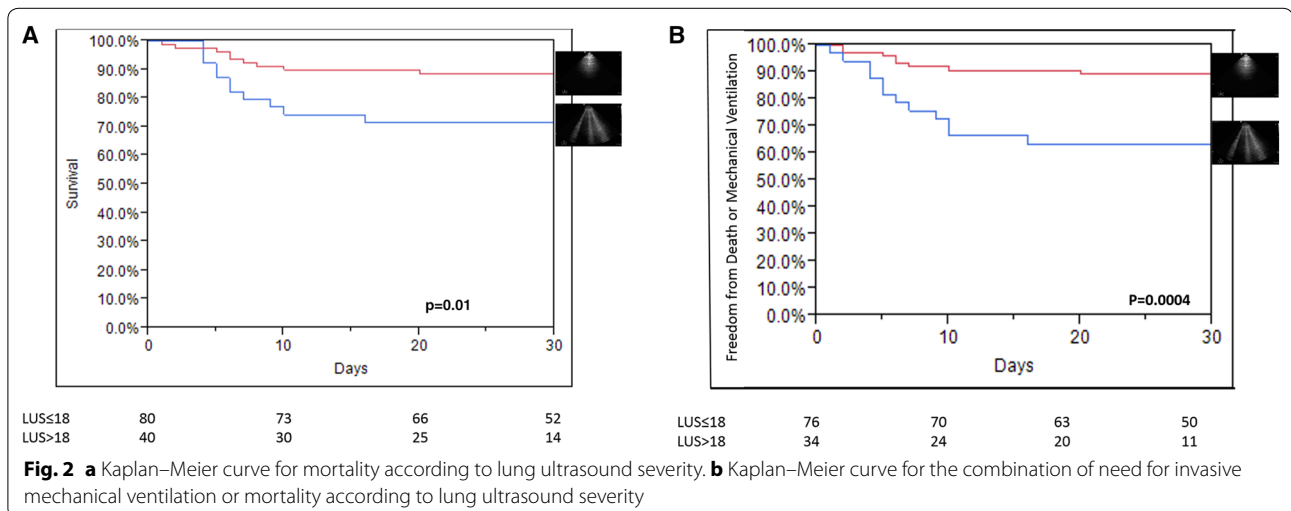 A
100.0%
90.0%
80.0%
70.0%
60.0%
50.0%
40.0%
30.0%
20.0%
10.0%
0.0%
Survival
p=0.01
0 10 20 30
Days
LUS≤18 80 73 66 52
LUS>18 40 30 25 14
B
100.0%
90.0%
80.0%
70.0%
60.0%
50.0%
40.0%
30.0%
20.0%
10.0%
0.0%
Freedom from Death or Mechanical Ventilation
P=0.0004
0 10 20 30
Days
LUS≤18 76 70 63 50
LUS>18 34 24 20 11
Fig. 2 a Kaplan–Meier curve for mortality according to lung ultrasound severity. b Kaplan–Meier curve for the combination of need for invasive
mechanical ventilation or mortality according to lung ultrasound severity